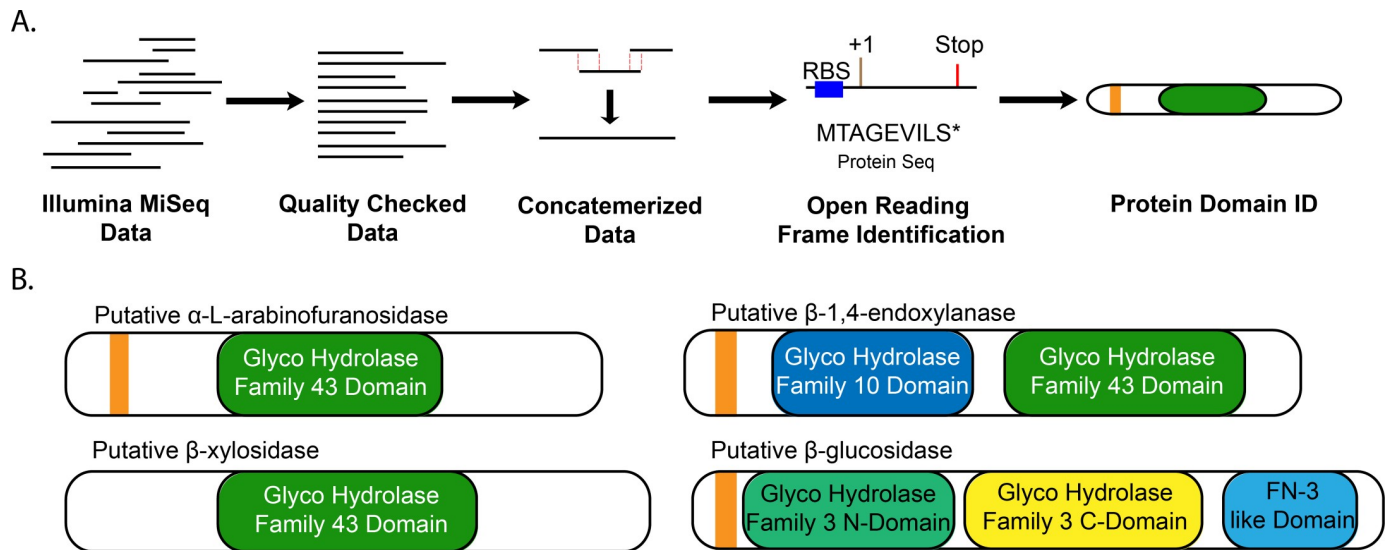 A.
+1
Stop
RBS
MTAGEVILS*
Protein Seq
Illumina MiSeq
Data
Quality Checked
Data
Concatemerized
Data
Open Reading
Frame Identification
Protein Domain ID
B.
Putative α-L-arabinofuranosidase
Glyco Hydrolase
Family 43 Domain
Putative β-1,4-endoxylanase
Glyco Hydrolase
Family 10 Domain
Glyco Hydrolase
Family 43 Domain
Putative β-xylosidase
Glyco Hydrolase
Family 43 Domain
Putative β-glucosidase
Glyco Hydrolase
Family 3 N-Domain
Glyco Hydrolase
Family 3 C-Domain
FN-3
like Domain